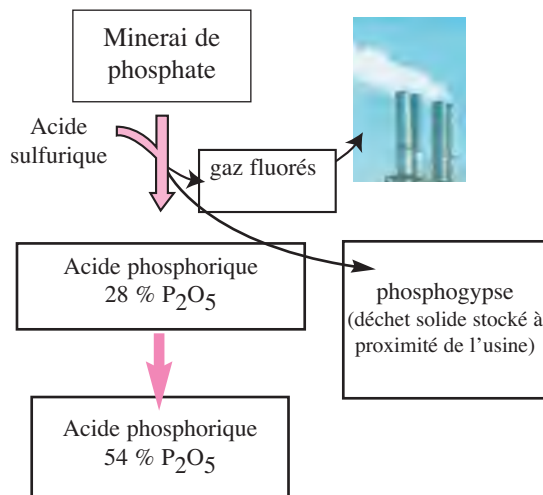 Minerai de
phosphate
Acide
sulfurique
gaz fluorés
Acide phosphorique
28 % P2O5
phosphogypse
(déchet solide stocké à
proximité de l'usine)
Acide phosphorique
54 % P2O5